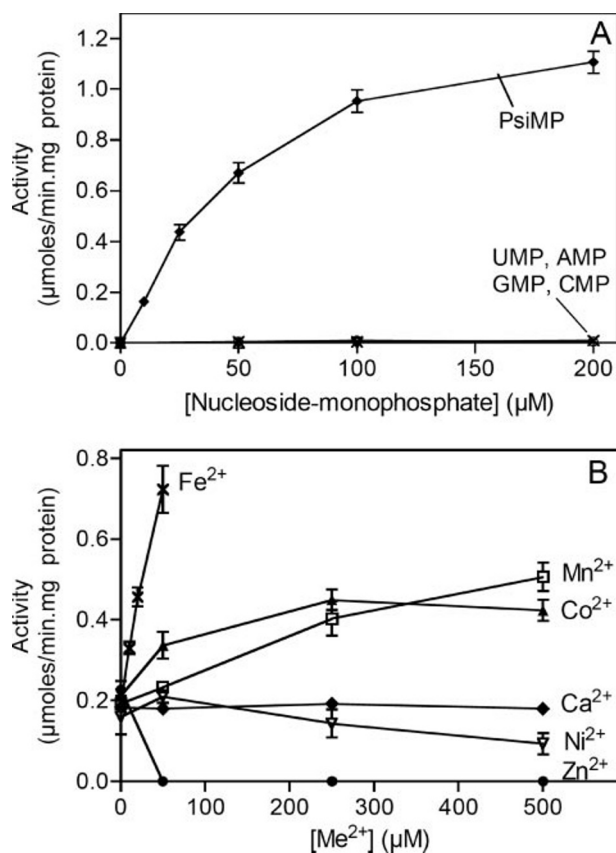 A
Activity
(µmoles/min.mg protein)
1.2
1.0
0.8
0.6
0.4
0.2
0.0
PsiMP
UMP, AMP
GMP, CMP
0 50 100 150 200
[Nucleoside-monophosphate] (µM)
B
Activity
(µmoles/min.mg protein)
0.8
0.6
0.4
0.2
0.0
Fe²⁺
Mn²⁺
Co²⁺
Ca²⁺
Ni²⁺
Zn²⁺
0 100 200 300 400 500
[Me²⁺] (µM)